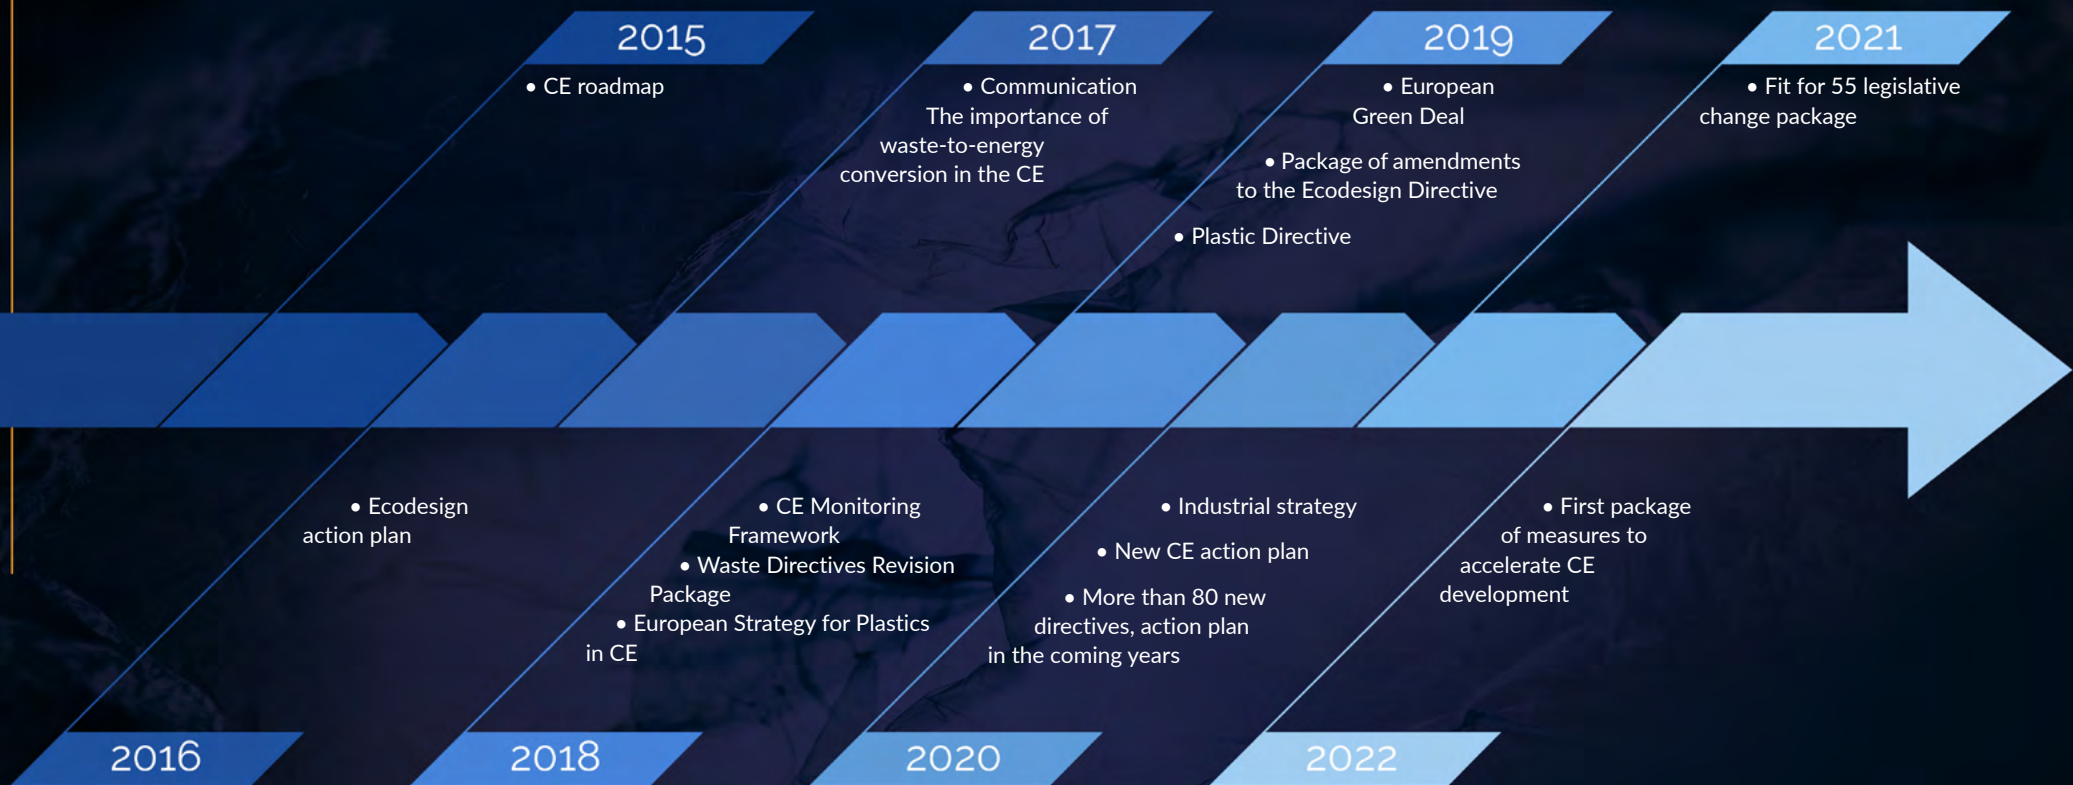 2015
• CE roadmap
2017
• Communication
The importance of
waste-to-energy
conversion in the CE
2019
• European
Green Deal
• Package of amendments
to the Ecodesign Directive
• Plastic Directive
2021
• Fit for 55 legislative
change package
• Ecodesign
action plan
2016
• CE Monitoring
Framework
• Waste Directives Revision
Package
• European Strategy for Plastics
in CE
2018
• Industrial strategy
• New CE action plan
• More than 80 new
directives, action plan
in the coming years
2020
• First package
of measures to
accelerate CE
development
2022